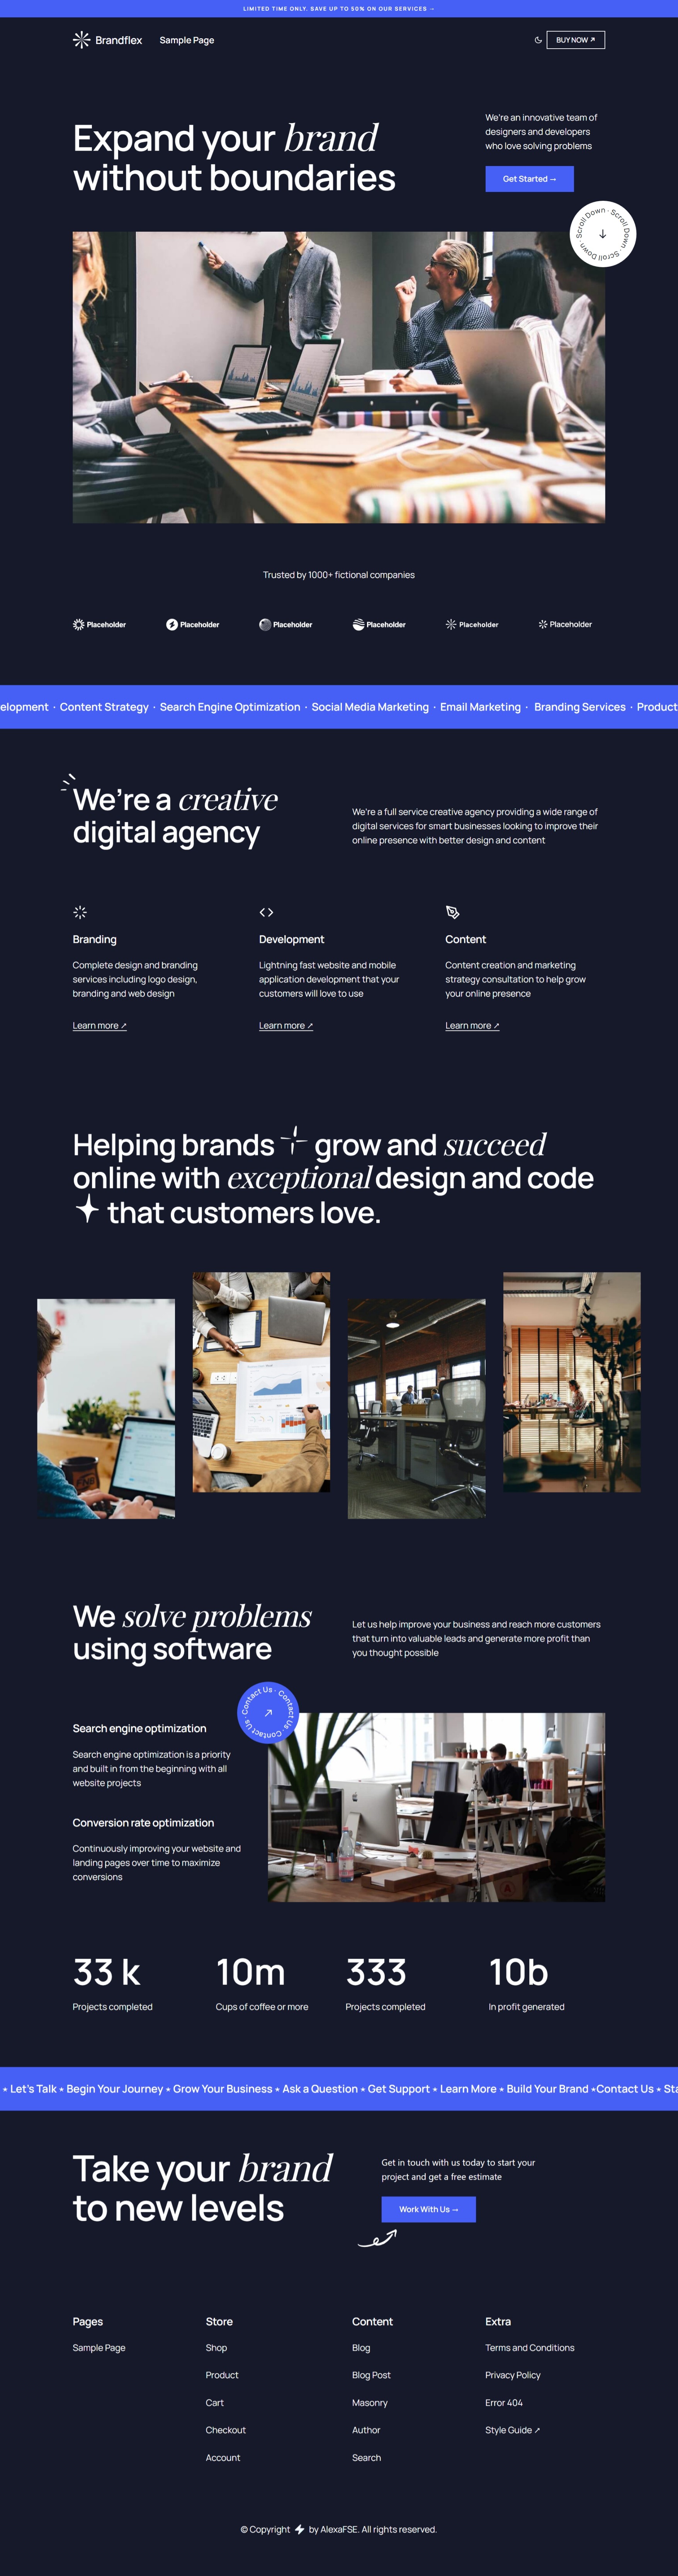 LIMITED TIME ONLY. SAVE UP TO 50% ON OUR SERVICES →
Brandflex
Sample Page
BUY NOW ↗
Expand your brand
without boundaries
We're an innovative team of
designers and developers
who love solving problems
Get Started →
Scroll Down · Scroll Down · Scroll Down ·
Trusted by 1000+ fictional companies
Placeholder
Placeholder
Placeholder
Placeholder
Placeholder
Placeholder
elopment · Content Strategy · Search Engine Optimization · Social Media Marketing · Email Marketing · Branding Services · Product
We're a creative
digital agency
We're a full service creative agency providing a wide range of
digital services for smart businesses looking to improve their
online presence with better design and content
Branding
Complete design and branding
services including logo design,
branding and web design
Learn more ↗
Development
Lightning fast website and mobile
application development that your
customers will love to use
Learn more ↗
Content
Content creation and marketing
strategy consultation to help grow
your online presence
Learn more ↗
Helping brands grow and succeed
online with exceptional design and code
that customers love.
We solve problems
using software
Let us help improve your business and reach more customers
that turn into valuable leads and generate more profit than
you thought possible
Contact Us · Contact Us · Contact Us ·
Search engine optimization
Search engine optimization is a priority
and built in from the beginning with all
website projects
Conversion rate optimization
Continuously improving your website and
landing pages over time to maximize
conversions
33 k
Projects completed
10m
Cups of coffee or more
333
Projects completed
10b
In profit generated
⋆ Let's Talk ⋆ Begin Your Journey ⋆ Grow Your Business ⋆ Ask a Question ⋆ Get Support ⋆ Learn More ⋆ Build Your Brand ⋆Contact Us ⋆ Sta
Take your brand
to new levels
Get in touch with us today to start your
project and get a free estimate
Work With Us →
Pages
Sample Page
Store
Shop
Product
Cart
Checkout
Account
Content
Blog
Blog Post
Masonry
Author
Search
Extra
Terms and Conditions
Privacy Policy
Error 404
Style Guide ↗
© Copyright by AlexaFSE. All rights reserved.